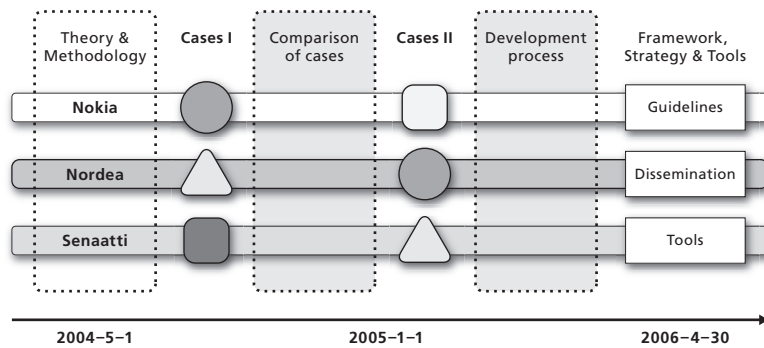 Theory &
Methodology
Cases I
Comparison
of cases
Cases II
Development
process
Framework,
Strategy & Tools
Nokia
Guidelines
Nordea
Dissemination
Senaatti
Tools
2004–5–1
2005–1–1
2006–4–30